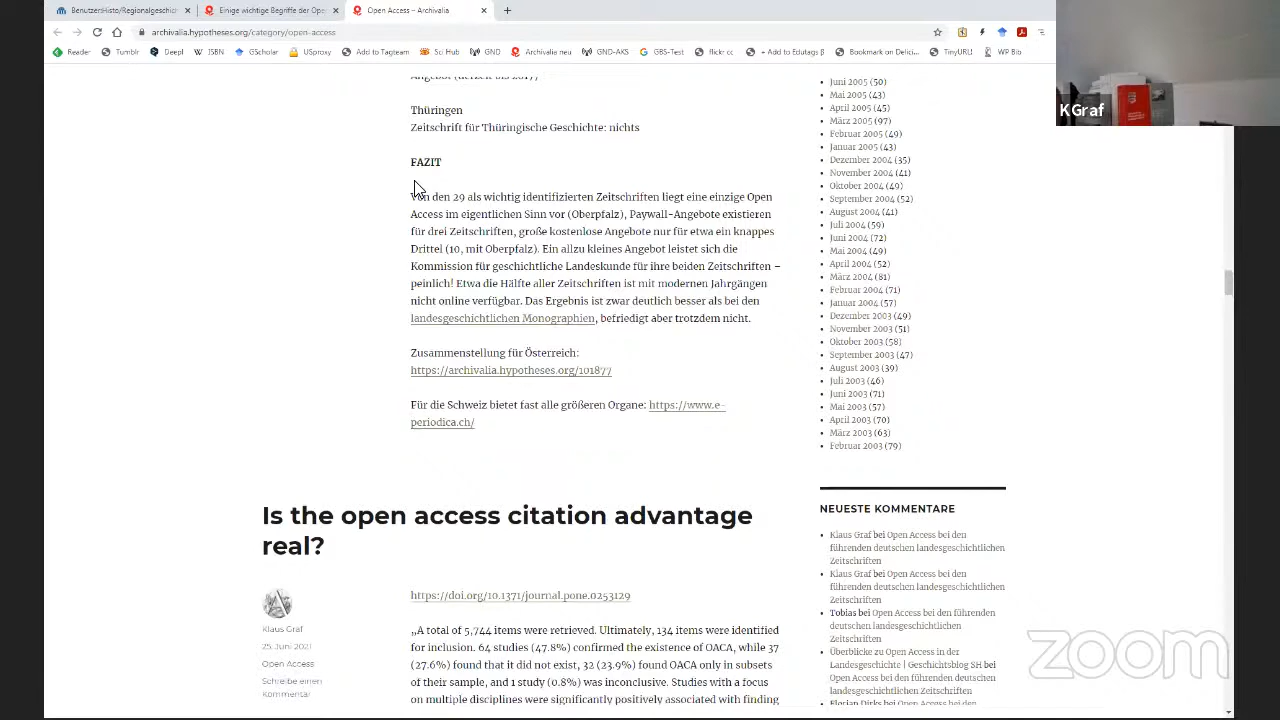 Benutzer:Histo/Regionalgeschic
Einige wichtige Begriffe der Ope
Open Access – Archivalia
archivalia.hypotheses.org/category/open-access
Reader
Tumblr
Deepl
ISBN
GScholar
USproxy
Add to Tagteam
Sci Hub
GND
Archivalia neu
GND-AKS
GBS-Test
Flickr cc
+ Add to Edutags β
Bookmark on Delici...
TinyURL!
WP Bib
KGraf
Angebot (derzeit bis 2017)
Thüringen
Zeitschrift für Thüringische Geschichte: nichts
FAZIT
Von den 29 als wichtig identifizierten Zeitschriften liegt eine einzige Open
Access im eigentlichen Sinn vor (Oberpfalz), Paywall-Angebote existieren
für drei Zeitschriften, große kostenlose Angebote nur für etwa ein knappes
Drittel (10, mit Oberpfalz). Ein allzu kleines Angebot leistet sich die
Kommission für geschichtliche Landeskunde für ihre beiden Zeitschriften –
peinlich! Etwa die Hälfte aller Zeitschriften ist mit modernen Jahrgängen
nicht online verfügbar. Das Ergebnis ist zwar deutlich besser als bei den
landesgeschichtlichen Monographien, befriedigt aber trotzdem nicht.
Zusammenstellung für Österreich:
https://archivalia.hypotheses.org/101877
Für die Schweiz bietet fast alle größeren Organe: https://www.e-
periodica.ch/
Is the open access citation advantage
real?
Klaus Graf
25. Juni 2021
Open Access
Schreibe einen
Kommentar
https://doi.org/10.1371/journal.pone.0253129
„A total of 5,744 items were retrieved. Ultimately, 134 items were identified
for inclusion. 64 studies (47.8%) confirmed the existence of OACA, while 37
(27.6%) found that it did not exist, 32 (23.9%) found OACA only in subsets
of their sample, and 1 study (0.8%) was inconclusive. Studies with a focus
on multiple disciplines were significantly positively associated with finding
Juni 2005 (50)
Mai 2005 (43)
April 2005 (45)
März 2005 (97)
Februar 2005 (49)
Januar 2005 (43)
Dezember 2004 (35)
November 2004 (41)
Oktober 2004 (49)
September 2004 (52)
August 2004 (41)
Juli 2004 (59)
Juni 2004 (72)
Mai 2004 (49)
April 2004 (52)
März 2004 (81)
Februar 2004 (71)
Januar 2004 (57)
Dezember 2003 (49)
November 2003 (51)
Oktober 2003 (58)
September 2003 (47)
August 2003 (39)
Juli 2003 (46)
Juni 2003 (71)
Mai 2003 (57)
April 2003 (70)
März 2003 (63)
Februar 2003 (79)
NEUESTE KOMMENTARE
Klaus Graf bei Open Access bei den
führenden deutschen landesgeschichtlichen
Zeitschriften
Klaus Graf bei Open Access bei den
führenden deutschen landesgeschichtlichen
Zeitschriften
Tobias bei Open Access bei den führenden
deutschen landesgeschichtlichen
Zeitschriften
Überblicke zu Open Access in der
Landesgeschichte | Geschichtsblog SH bei
Open Access bei den führenden deutschen
landesgeschichtlichen Zeitschriften
Florian Dirks bei Open Access bei den
zoom